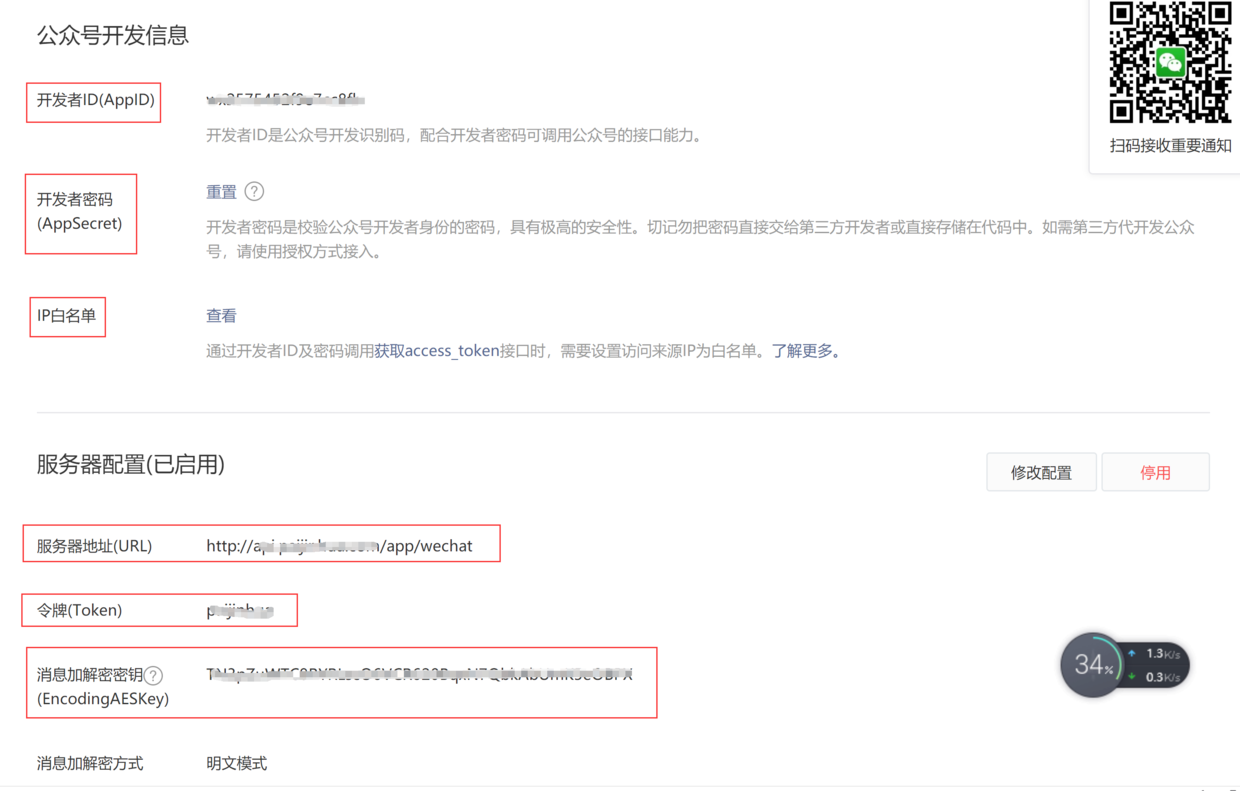 公众号开发信息
开发者ID(AppID)
开发者ID是公众号开发识别码，配合开发者密码可调用公众号的接口能力。
扫码接收重要通知
开发者密码
(AppSecret)
重置 ?
开发者密码是校验公众号开发者身份的密码，具有极高的安全性。切记勿把密码直接交给第三方开发者或直接存储在代码中。如需第三方代开发公众
号，请使用授权方式接入。
IP白名单
查看
通过开发者ID及密码调用获取access_token接口时，需要设置访问来源IP为白名单。了解更多。
服务器配置(已启用)
修改配置
停用
服务器地址(URL) http:// /app/wechat
令牌(Token)
消息加解密密钥?
(EncodingAESKey)
34%
1.3K/s
0.3K/s
消息加解密方式 明文模式